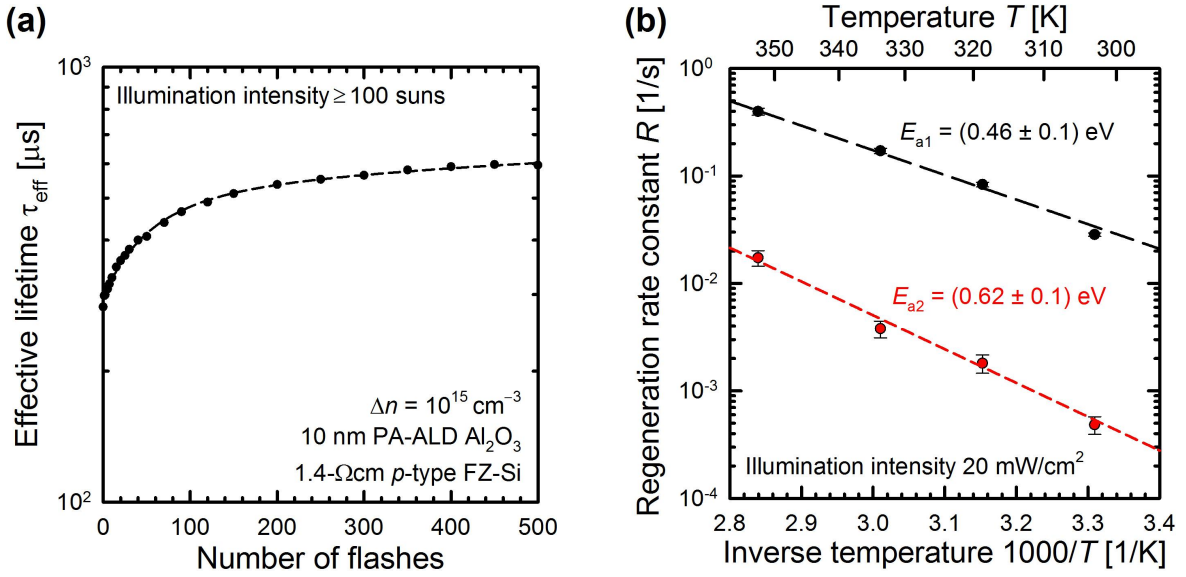 (a)
10³
Illumination intensity ≥ 100 suns
Effective lifetime τeff [µs]
Δn = 10¹⁵ cm⁻³
10 nm PA-ALD Al₂O₃
1.4-Ωcm p-type FZ-Si
10²
0 100 200 300 400 500
Number of flashes
(b)
Temperature T [K]
350 340 330 320 310 300
10⁰
Ea1 = (0.46 ± 0.1) eV
10⁻¹
Regeneration rate constant R [1/s]
10⁻²
Ea2 = (0.62 ± 0.1) eV
10⁻³
Illumination intensity 20 mW/cm²
10⁻⁴
2.8 2.9 3.0 3.1 3.2 3.3 3.4
Inverse temperature 1000/T [1/K]